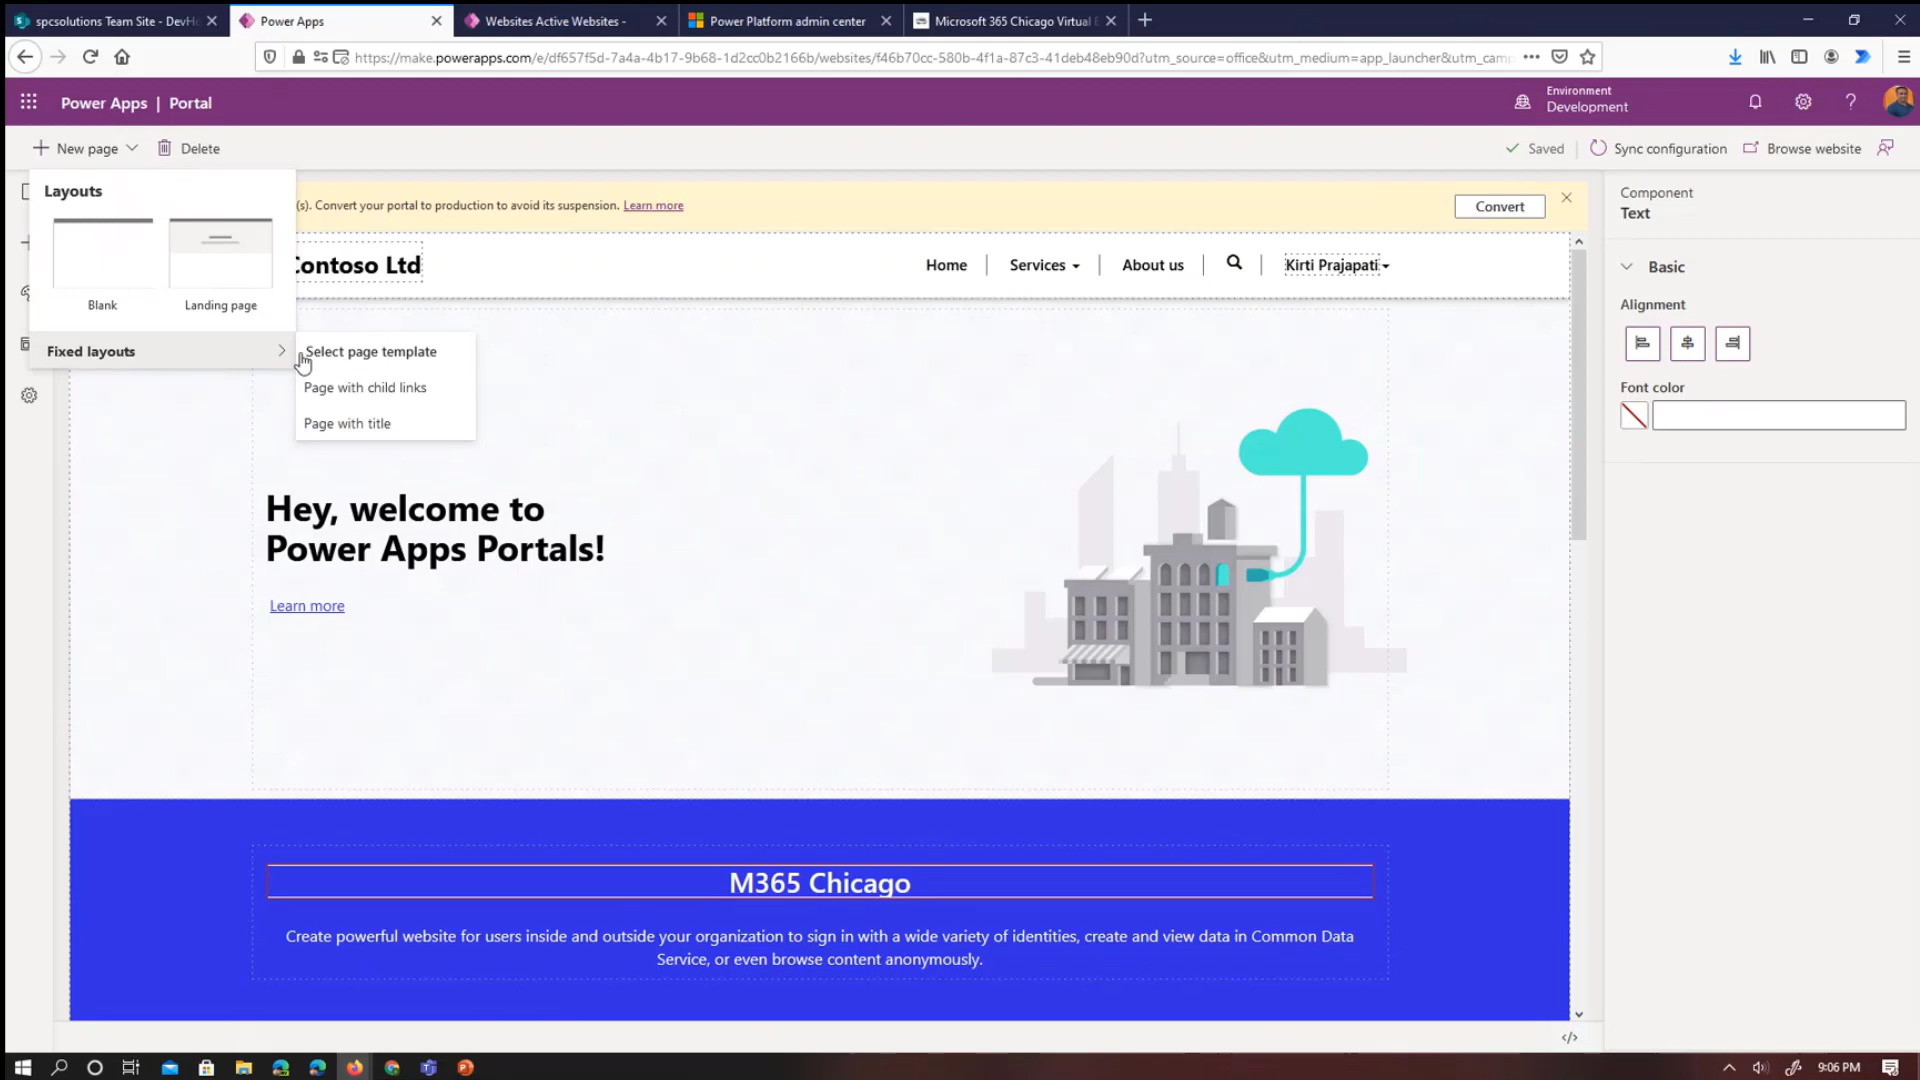 spcsolutions Team Site - DevHo
Power Apps
Websites Active Websites -
Power Platform admin center
Microsoft 365 Chicago Virtual E
https://make.powerapps.com/e/df657f5d-7a4a-4b17-9b68-1d2cc0b2166b/websites/f46b70cc-580b-4f1a-87c3-41deb48eb90d?utm_source=office&utm_medium=app_launcher&utm_camp
Power Apps | Portal
Environment
Development
New page
Delete
Saved
Sync configuration
Browse website
Layouts
Blank
Landing page
Fixed layouts
Select page template
Page with child links
Page with title
(s). Convert your portal to production to avoid its suspension. Learn more
Convert
Contoso Ltd
Home
Services
About us
Kirti Prajapati
Hey, welcome to
Power Apps Portals!
Learn more
M365 Chicago
Create powerful website for users inside and outside your organization to sign in with a wide variety of identities, create and view data in Common Data
Service, or even browse content anonymously.
Component
Text
Basic
Alignment
Font color
</>
9:06 PM